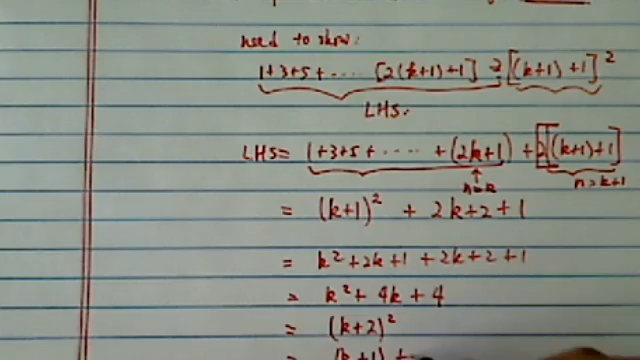 need to show:
1+3+5+ ..... [2(k+1)+1] = [(k+1)+1]²
LHS.
LHS= 1+3+5+ ..... +(2k+1) + [2(k+1)+1]
n=k n=k+1
= (k+1)² + 2k+2+1
= k²+2k+1 +2k+2+1
= k²+4k+4
= (k+2)²
= (k+1) +